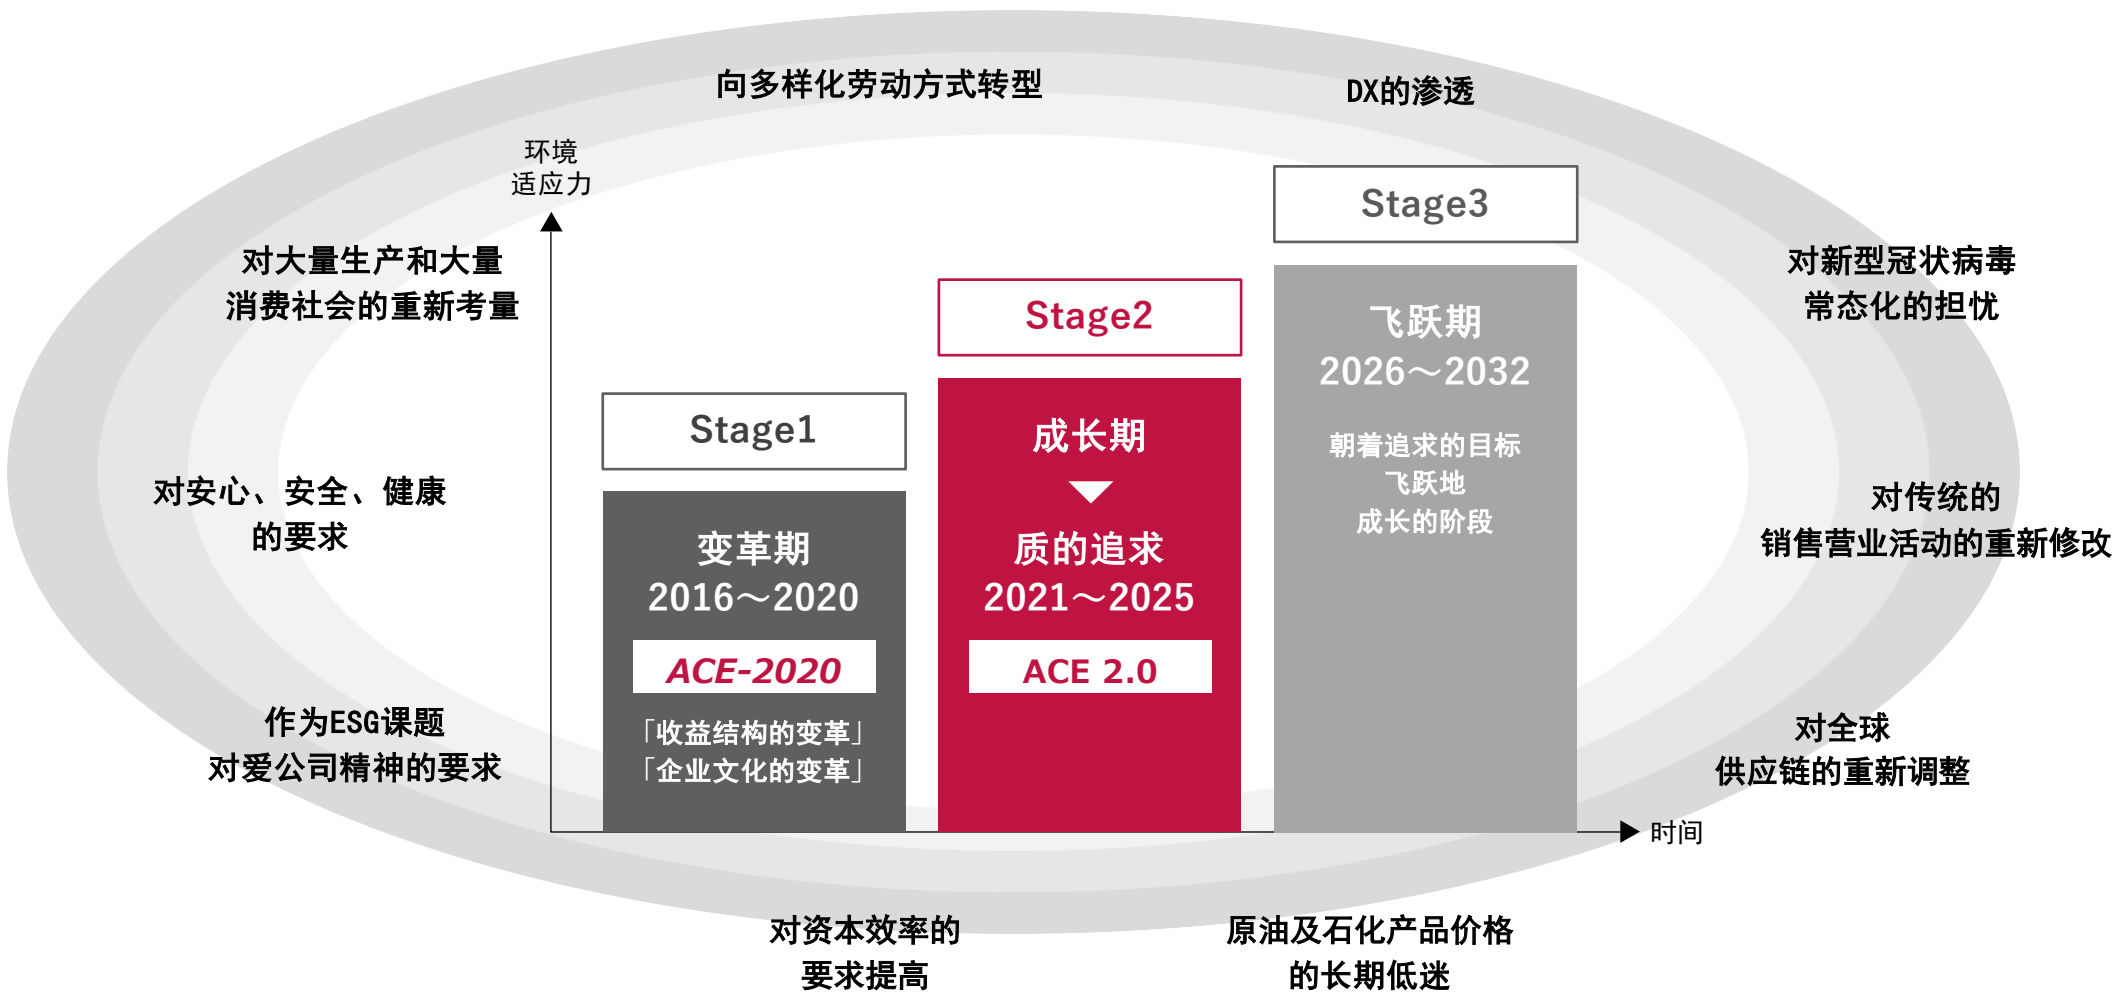 向多样化劳动方式转型
DX的渗透
环境
适应力
对大量生产和大量
消费社会的重新考量
对安心、安全、健康
的要求
作为ESG课题
对爱公司精神的要求
Stage1
变革期
2016～2020
ACE-2020
「收益结构的变革」
「企业文化的变革」
Stage2
成长期
质的追求
2021～2025
ACE 2.0
Stage3
飞跃期
2026～2032
朝着追求的目标
飞跃地
成长的阶段
对新型冠状病毒
常态化的担忧
对传统的
销售营业活动的重新修改
对全球
供应链的重新调整
时间
对资本效率的
要求提高
原油及石化产品价格
的长期低迷